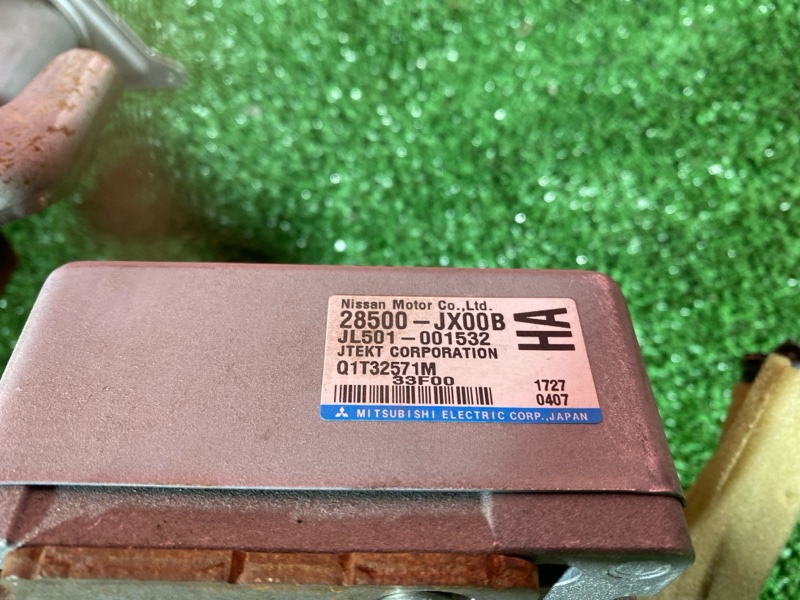 Nissan Motor Co.,Ltd.
28500-JX00B
HA
JL501-001532
JTEKT CORPORATION
Q1T32571M
33F00
1727
0407
MITSUBISHI ELECTRIC CORP.,JAPAN